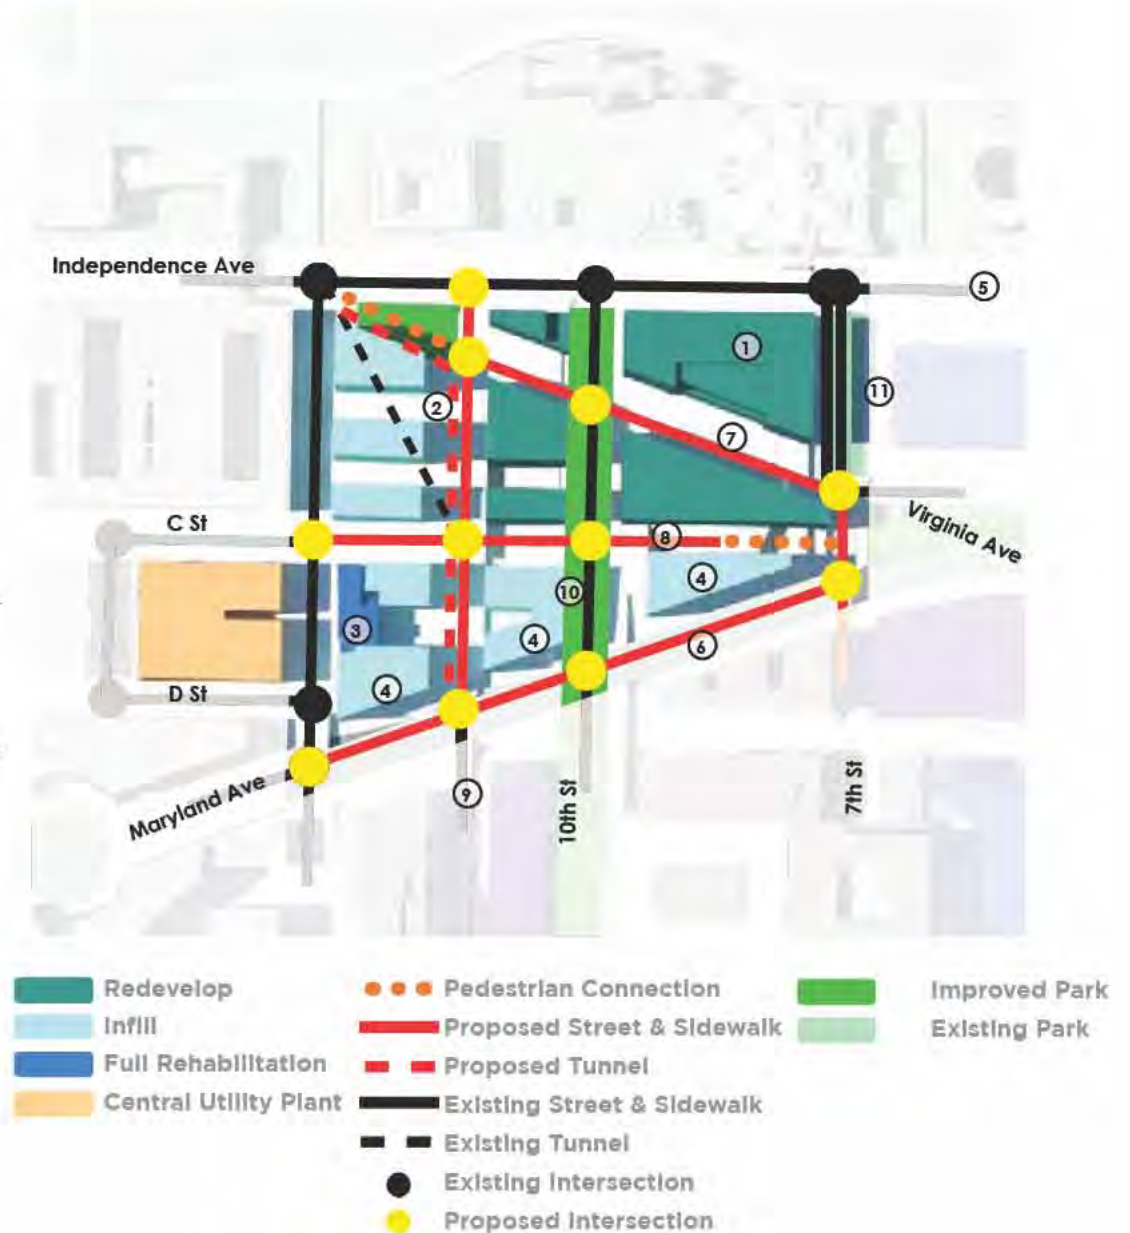 Independence Ave
5
1
11
2
7
C St
8
Virginia Ave
4
10
3
4
6
4
D St
Maryland Ave
9
10th St
7th St
Redevelop
Infill
Full Rehabilitation
Central Utility Plant
Pedestrian Connection
Proposed Street & Sidewalk
Proposed Tunnel
Existing Street & Sidewalk
Existing Tunnel
Existing Intersection
Proposed Intersection
Improved Park
Existing Park